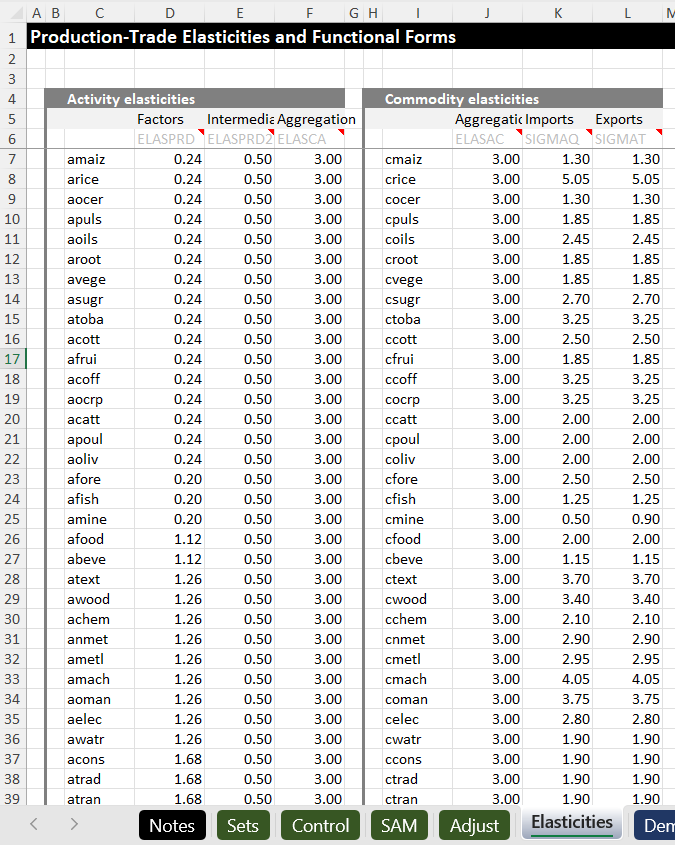 A B C D E F G H I J K L M
1 Production-Trade Elasticities and Functional Forms
2
3
4 Activity elasticities Commodity elasticities
5 Factors Intermedia Aggregation Aggregatic Imports Exports
6 ELASPRD ELASPRD2 ELASCA ELASAC SIGMAQ SIGMAT
7 amaiz 0.24 0.50 3.00 cmaiz 3.00 1.30 1.30
8 arice 0.24 0.50 3.00 crice 3.00 5.05 5.05
9 aocer 0.24 0.50 3.00 cocer 3.00 1.30 1.30
10 apuls 0.24 0.50 3.00 cpuls 3.00 1.85 1.85
11 aoils 0.24 0.50 3.00 coils 3.00 2.45 2.45
12 aroot 0.24 0.50 3.00 croot 3.00 1.85 1.85
13 avege 0.24 0.50 3.00 cvege 3.00 1.85 1.85
14 asugr 0.24 0.50 3.00 csugr 3.00 2.70 2.70
15 atoba 0.24 0.50 3.00 ctoba 3.00 3.25 3.25
16 acott 0.24 0.50 3.00 ccott 3.00 2.50 2.50
17 afrui 0.24 0.50 3.00 cfrui 3.00 1.85 1.85
18 acoff 0.24 0.50 3.00 ccoff 3.00 3.25 3.25
19 aocrp 0.24 0.50 3.00 cocrp 3.00 3.25 3.25
20 acatt 0.24 0.50 3.00 ccatt 3.00 2.00 2.00
21 apoul 0.24 0.50 3.00 cpoul 3.00 2.00 2.00
22 aoliv 0.24 0.50 3.00 coliv 3.00 2.00 2.00
23 afore 0.20 0.50 3.00 cfore 3.00 2.50 2.50
24 afish 0.20 0.50 3.00 cfish 3.00 1.25 1.25
25 amine 0.20 0.50 3.00 cmine 3.00 0.50 0.90
26 afood 1.12 0.50 3.00 cfood 3.00 2.00 2.00
27 abeve 1.12 0.50 3.00 cbeve 3.00 1.15 1.15
28 atext 1.26 0.50 3.00 ctext 3.00 3.70 3.70
29 awood 1.26 0.50 3.00 cwood 3.00 3.40 3.40
30 achem 1.26 0.50 3.00 cchem 3.00 2.10 2.10
31 anmet 1.26 0.50 3.00 cnmet 3.00 2.90 2.90
32 ametl 1.26 0.50 3.00 cmetl 3.00 2.95 2.95
33 amach 1.26 0.50 3.00 cmach 3.00 4.05 4.05
34 aoman 1.26 0.50 3.00 coman 3.00 3.75 3.75
35 aelec 1.26 0.50 3.00 celec 3.00 2.80 2.80
36 awatr 1.26 0.50 3.00 cwatr 3.00 1.90 1.90
37 acons 1.68 0.50 3.00 ccons 3.00 1.90 1.90
38 atrad 1.68 0.50 3.00 ctrad 3.00 1.90 1.90
39 atran 1.68 0.50 3.00 ctran 3.00 1.90 1.90
Notes Sets Control SAM Adjust Elasticities Dem